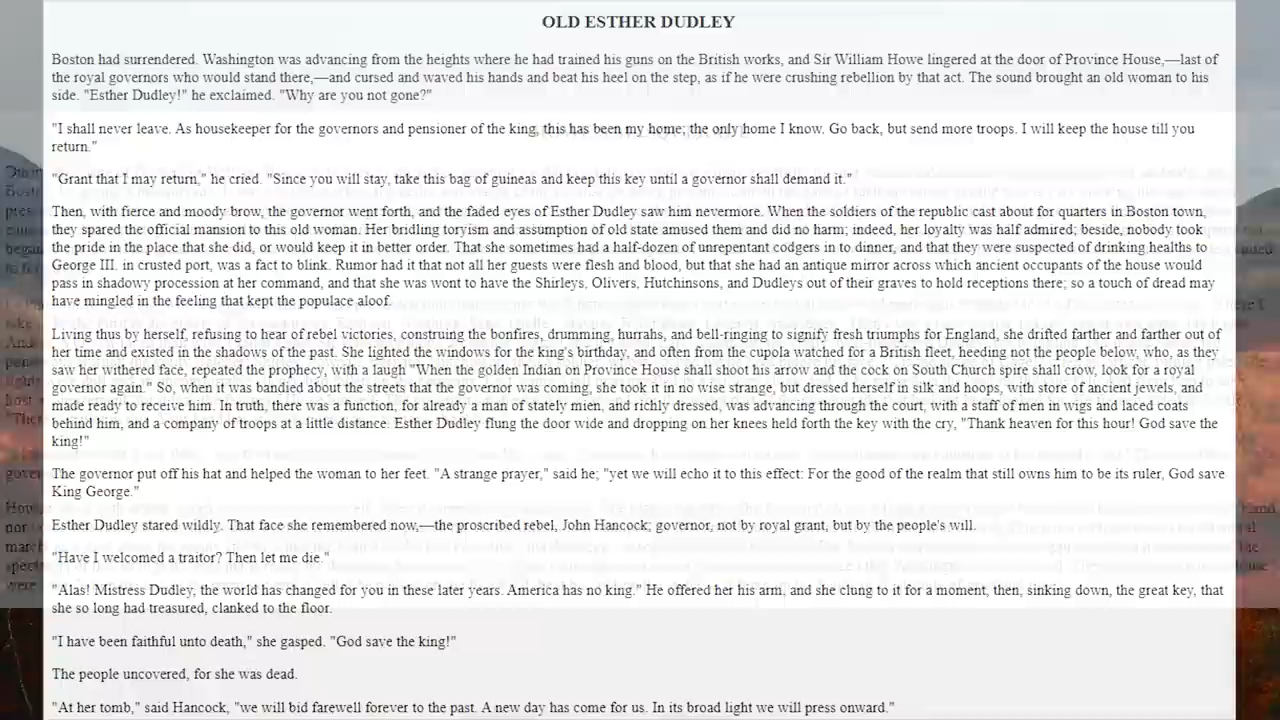 OLD ESTHER DUDLEY
Boston had surrendered. Washington was advancing from the heights where he had trained his guns on the British works, and Sir William Howe lingered at the door of Province House,—last of
the royal governors who would stand there,—and cursed and waved his hands and beat his heel on the step, as if he were crushing rebellion by that act. The sound brought an old woman to his
side. "Esther Dudley!" he exclaimed. "Why are you not gone?"
"I shall never leave. As housekeeper for the governors and pensioner of the king, this has been my home; the only home I know. Go back, but send more troops. I will keep the house till you
return."
"Grant that I may return," he cried. "Since you will stay, take this bag of guineas and keep this key until a governor shall demand it."
Then, with fierce and moody brow, the governor went forth, and the faded eyes of Esther Dudley saw him nevermore. When the soldiers of the republic cast about for quarters in Boston town,
they spared the official mansion to this old woman. Her bridling toryism and assumption of old state amused them and did no harm; indeed, her loyalty was half admired; beside, nobody took
the pride in the place that she did, or would keep it in better order. That she sometimes had a half-dozen of unrepentant codgers in to dinner, and that they were suspected of drinking healths to
George III. in crusted port, was a fact to blink. Rumor had it that not all her guests were flesh and blood, but that she had an antique mirror across which ancient occupants of the house would
pass in shadowy procession at her command, and that she was wont to have the Shirleys, Olivers, Hutchinsons, and Dudleys out of their graves to hold receptions there; so a touch of dread may
have mingled in the feeling that kept the populace aloof.
Living thus by herself, refusing to hear of rebel victories, construing the bonfires, drumming, hurrahs, and bell-ringing to signify fresh triumphs for England, she drifted farther and farther out of
her time and existed in the shadows of the past. She lighted the windows for the king's birthday, and often from the cupola watched for a British fleet, heeding not the people below, who, as they
saw her withered face, repeated the prophecy, with a laugh "When the golden Indian on Province House shall shoot his arrow and the cock on South Church spire shall crow, look for a royal
governor again." So, when it was bandied about the streets that the governor was coming, she took it in no wise strange, but dressed herself in silk and hoops, with store of ancient jewels, and
made ready to receive him. In truth, there was a function, for already a man of stately mien, and richly dressed, was advancing through the court, with a staff of men in wigs and laced coats
behind him, and a company of troops at a little distance. Esther Dudley flung the door wide and dropping on her knees held forth the key with the cry, "Thank heaven for this hour! God save the
king!"
The governor put off his hat and helped the woman to her feet. "A strange prayer," said he; "yet we will echo it to this effect: For the good of the realm that still owns him to be its ruler, God save
King George."
Esther Dudley stared wildly. That face she remembered now,—the proscribed rebel, John Hancock; governor, not by royal grant, but by the people's will.
"Have I welcomed a traitor? Then let me die."
"Alas! Mistress Dudley, the world has changed for you in these later years. America has no king." He offered her his arm, and she clung to it for a moment, then, sinking down, the great key, that
she so long had treasured, clanked to the floor.
"I have been faithful unto death," she gasped. "God save the king!"
The people uncovered, for she was dead.
"At her tomb," said Hancock, "we will bid farewell forever to the past. A new day has come for us. In its broad light we will press onward."